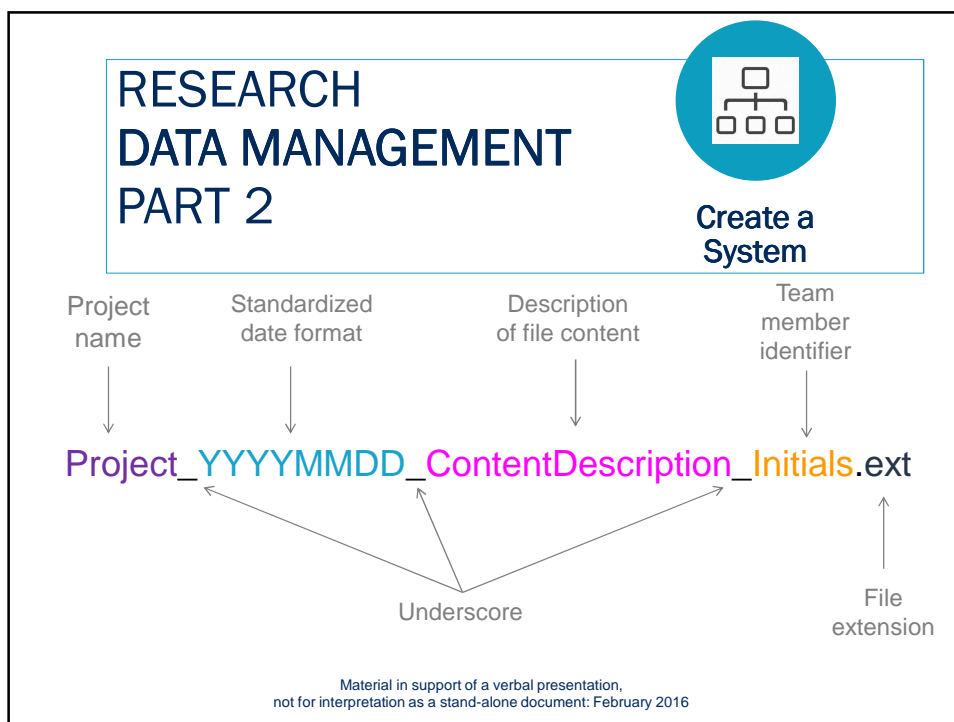 RESEARCH
DATA MANAGEMENT
PART 2
Create a
System
Project
name
Standardized
date format
Description
of file content
Team
member
identifier
Project_YYYYMMDD_ContentDescription_Initials.ext
Underscore
File
extension
Material in support of a verbal presentation,
not for interpretation as a stand-alone document: February 2016